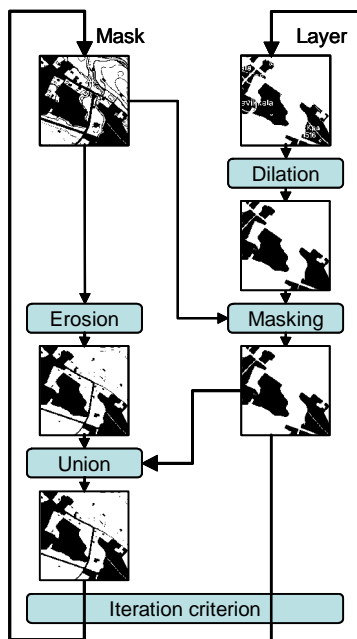 Mask
Layer
Dilation
Erosion
Masking
Union
Iteration criterion